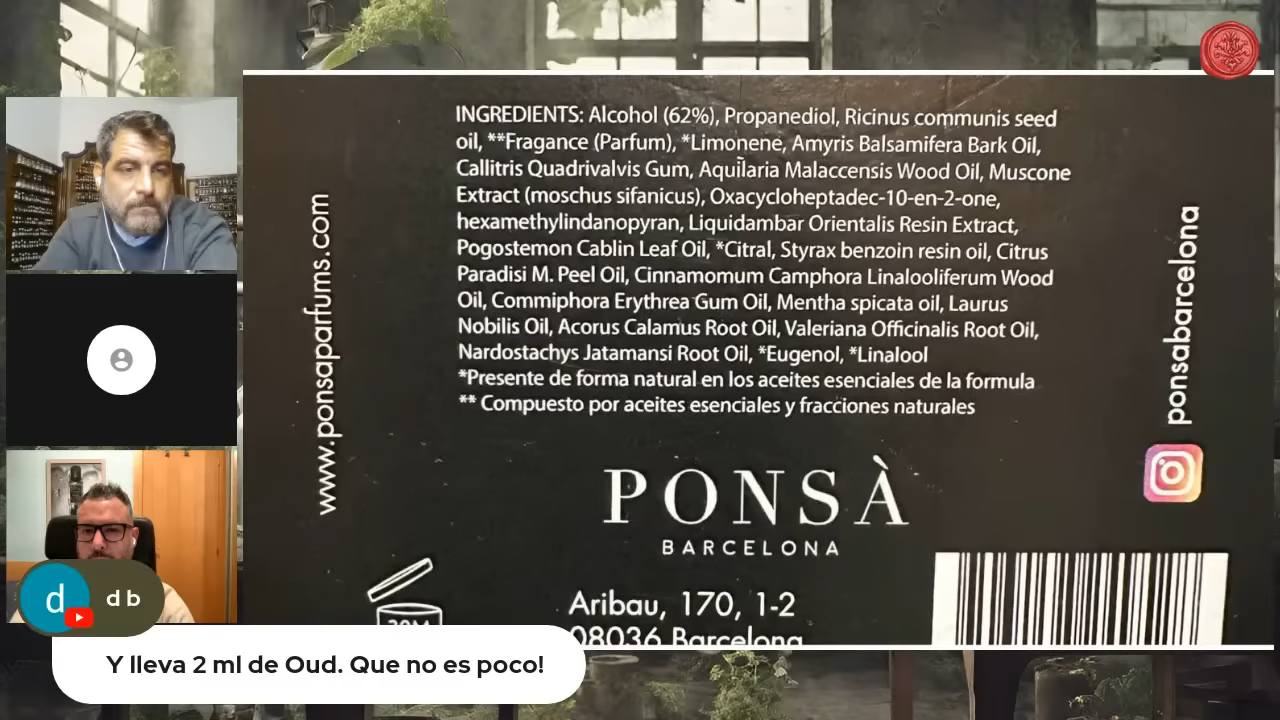 INGREDIENTS: Alcohol (62%), Propanediol, Ricinus communis seed
oil, **Fragance (Parfum), *Limonene, Amyris Balsamifera Bark Oil,
Callitris Quadrivalvis Gum, Aquilaria Malaccensis Wood Oil, Muscone
Extract (moschus sifanicus), Oxacycloheptadec-10-en-2-one,
hexamethylindanopyran, Liquidambar Orientalis Resin Extract,
Pogostemon Cablin Leaf Oil, *Citral, Styrax benzoin resin oil, Citrus
Paradisi M. Peel Oil, Cinnamomum Camphora Linalooliferum Wood
Oil, Commiphora Erythrea Gum Oil, Mentha spicata oil, Laurus
Nobilis Oil, Acorus Calamus Root Oil, Valeriana Officinalis Root Oil,
Nardostachys Jatamansi Root Oil, *Eugenol, *Linalool
*Presente de forma natural en los aceites esenciales de la formula
** Compuesto por aceites esenciales y fracciones naturales
www.ponsaparfums.com
ponsabarcelona
PONSÀ
BARCELONA
Aribau, 170, 1-2
08036 Barcelona
d
d b
Y lleva 2 ml de Oud. Que no es poco!